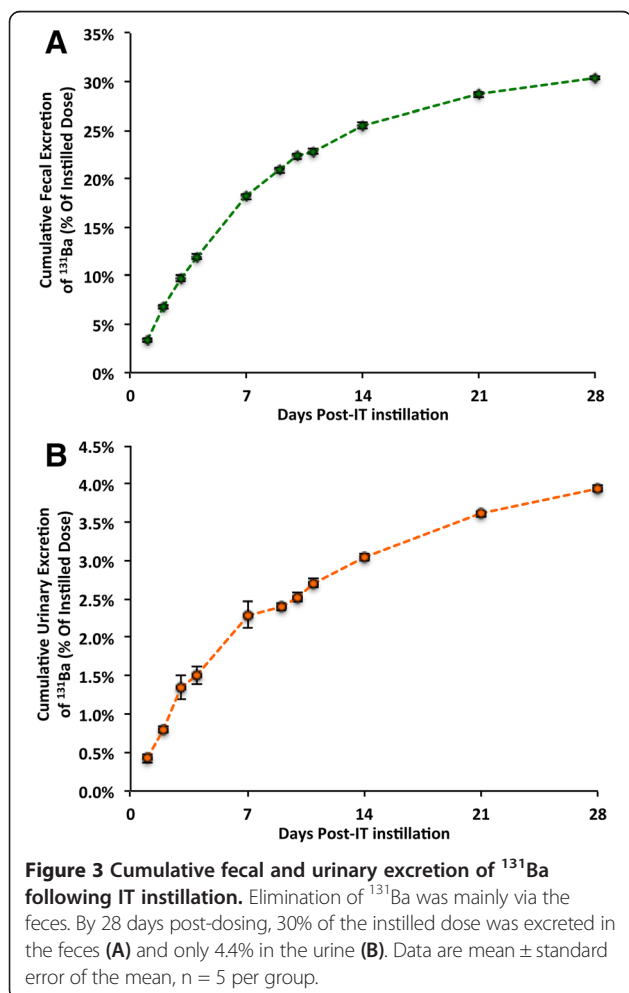 A
35%
30%
25%
20%
15%
10%
5%
0%
Cumulative Fecal Excretion
of ¹³¹Ba (% Of Instilled Dose)
0 7 14 21 28
Days Post-IT instillation
B
4.5%
4.0%
3.5%
3.0%
2.5%
2.0%
1.5%
1.0%
0.5%
0.0%
Cumulative Urinary Excretion
of ¹³¹Ba (% Of Instilled Dose)
0 7 14 21 28
Days Post-IT instillation
Figure 3 Cumulative fecal and urinary excretion of ¹³¹Ba
following IT instillation. Elimination of ¹³¹Ba was mainly via the
feces. By 28 days post-dosing, 30% of the instilled dose was excreted in
the feces (A) and only 4.4% in the urine (B). Data are mean ± standard
error of the mean, n = 5 per group.